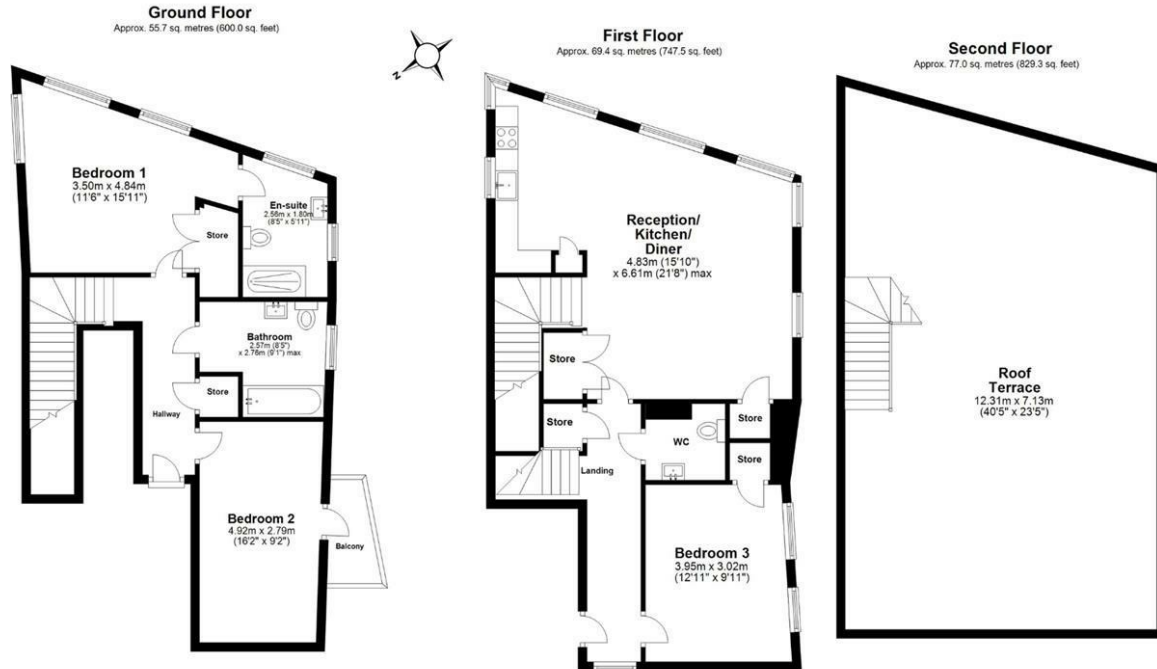 Ground Floor
Approx. 55.7 sq. metres (600.0 sq. feet)
Bedroom 1
3.50m x 4.84m
(11'6" x 15'11")
En-suite
2.56m x 1.80m
(8'5" x 5'11")
Store
Bathroom
2.57m (8'5")
x 2.76m (9'1") max
Store
Hallway
Bedroom 2
4.92m x 2.79m
(16'2" x 9'2")
Balcony
N
First Floor
Approx. 69.4 sq. metres (747.5 sq. feet)
Reception/
Kitchen/
Diner
4.83m (15'10")
x 6.61m (21'8") max
Store
Store
Store
WC
Landing
Store
Bedroom 3
3.95m x 3.02m
(12'11" x 9'11")
Second Floor
Approx. 77.0 sq. metres (829.3 sq. feet)
Roof
Terrace
12.31m x 7.13m
(40'5" x 23'5")